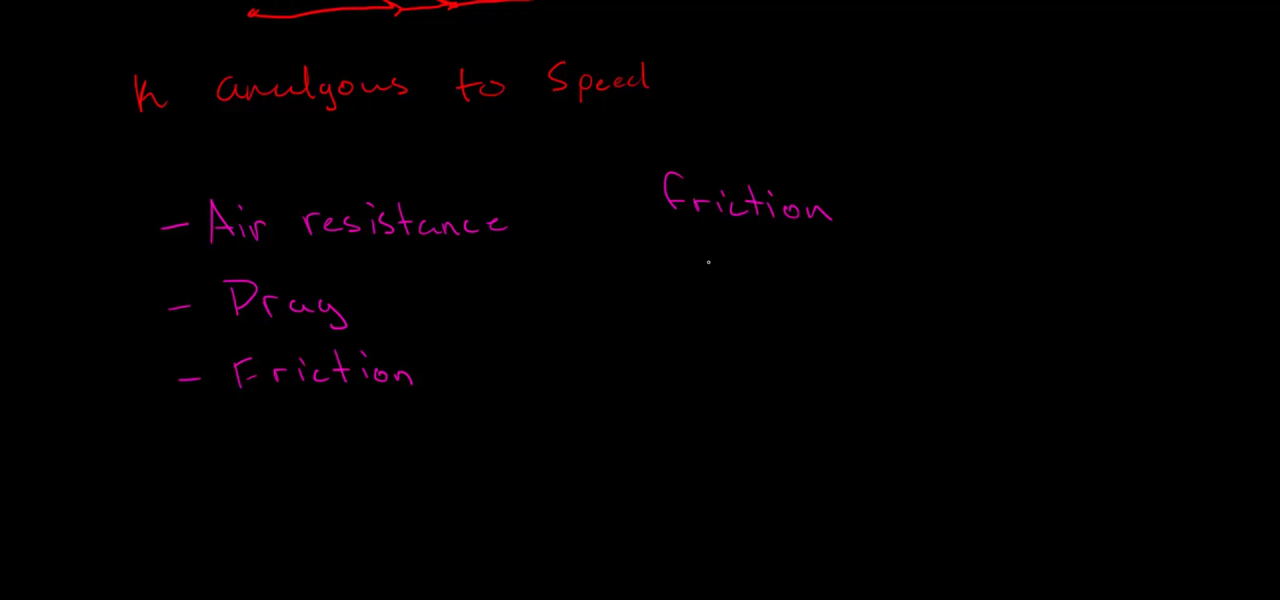 k analgous to Speed
- Air resistance
friction
- Drag
- Friction